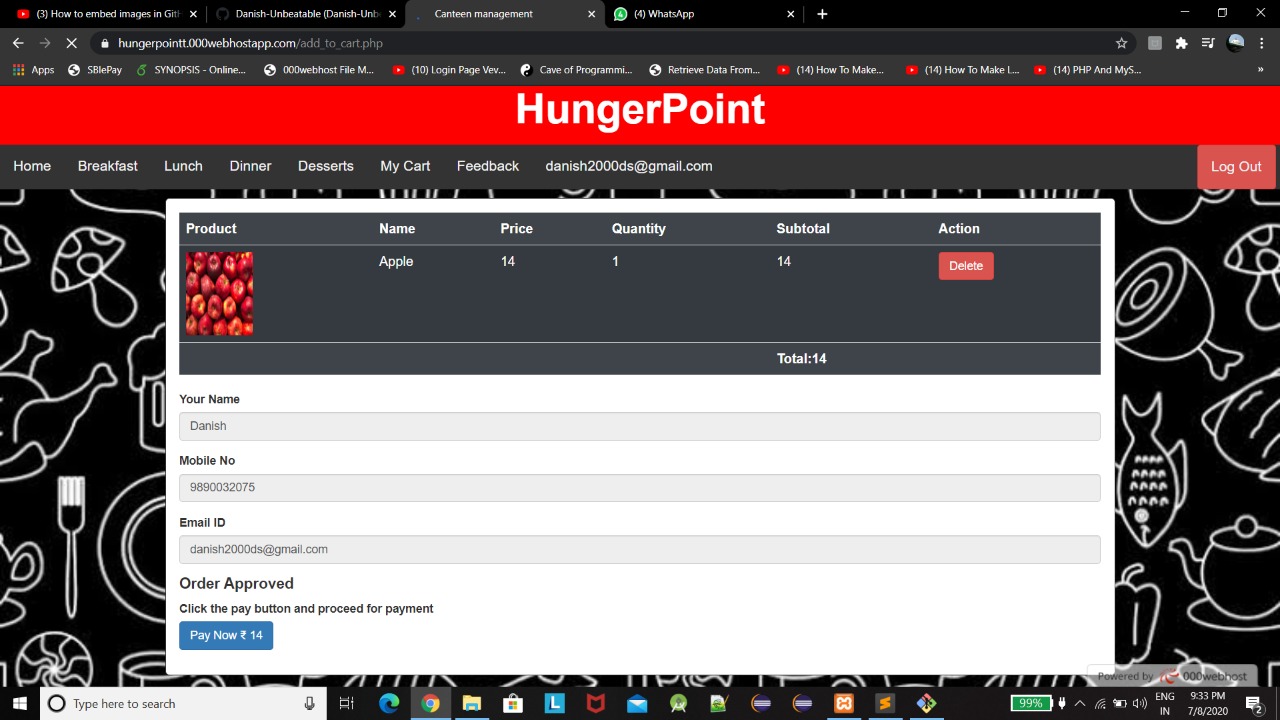 (3) How to embed images in Gith
Danish-Unbeatable (Danish-Unbe
Canteen management
(4) WhatsApp
hungerpointt.000webhostapp.com/add_to_cart.php
Apps
SBIePay
SYNOPSIS - Online...
000webhost File M...
(10) Login Page Vev...
Cave of Programmi...
Retrieve Data From...
(14) How To Make...
(14) How To Make L...
(14) PHP And MyS...
»
HungerPoint
Home Breakfast Lunch Dinner Desserts My Cart Feedback danish2000ds@gmail.com Log Out
Product Name Price Quantity Subtotal Action
Apple 14 1 14 Delete
Total:14
Your Name
Danish
Mobile No
9890032075
Email ID
danish2000ds@gmail.com
Order Approved
Click the pay button and proceed for payment
Pay Now ₹ 14
Powered by 000webhost
Type here to search
99%
ENG
IN
9:33 PM
7/8/2020
2